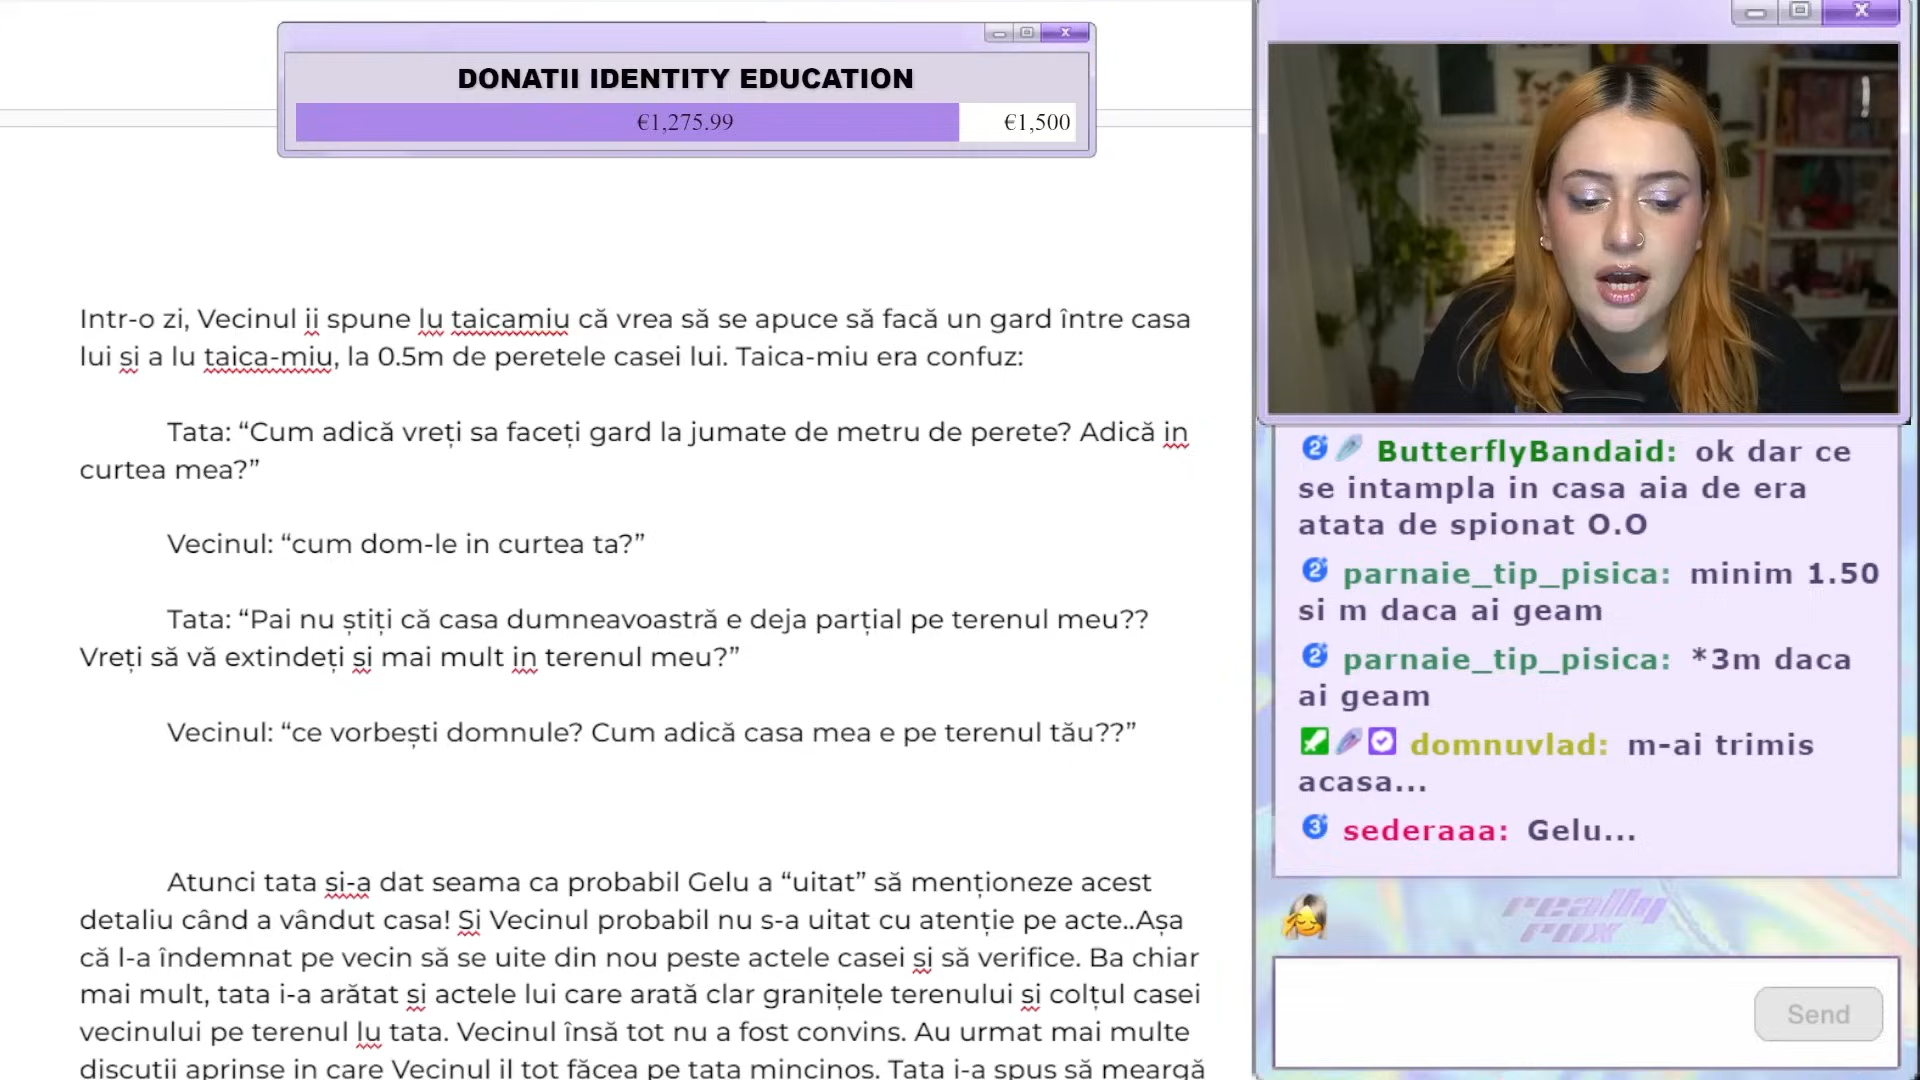 DONATII IDENTITY EDUCATION
€1,275.99 €1,500
Intr-o zi, Vecinul ii spune lu taicamiu că vrea să se apuce să facă un gard între casa
lui si a lu taica-miu, la 0.5m de peretele casei lui. Taica-miu era confuz:
Tata: “Cum adică vreți sa faceți gard la jumate de metru de perete? Adică in
curtea mea?”
Vecinul: “cum dom-le in curtea ta?”
Tata: “Pai nu știți că casa dumneavoastră e deja parțial pe terenul meu??
Vreți să vă extindeți si mai mult in terenul meu?”
Vecinul: “ce vorbești domnule? Cum adică casa mea e pe terenul tău??”
Atunci tata si-a dat seama ca probabil Gelu a “uitat” să menționeze acest
detaliu când a vândut casa! Si Vecinul probabil nu s-a uitat cu atenție pe acte..Așa
că l-a îndemnat pe vecin să se uite din nou peste actele casei si să verifice. Ba chiar
mai mult, tata i-a arătat si actele lui care arată clar granițele terenului si colțul casei
vecinului pe terenul lu tata. Vecinul însă tot nu a fost convins. Au urmat mai multe
discutii aprinse in care Vecinul il tot făcea pe tata mincinos. Tata i-a spus să meargă
ButterflyBandaid: ok dar ce
se intampla in casa aia de era
atata de spionat O.O
parnaie_tip_pisica: minim 1.50
si m daca ai geam
parnaie_tip_pisica: *3m daca
ai geam
domnuvlad: m-ai trimis
acasa...
sederaaa: Gelu...
really
rux
Send